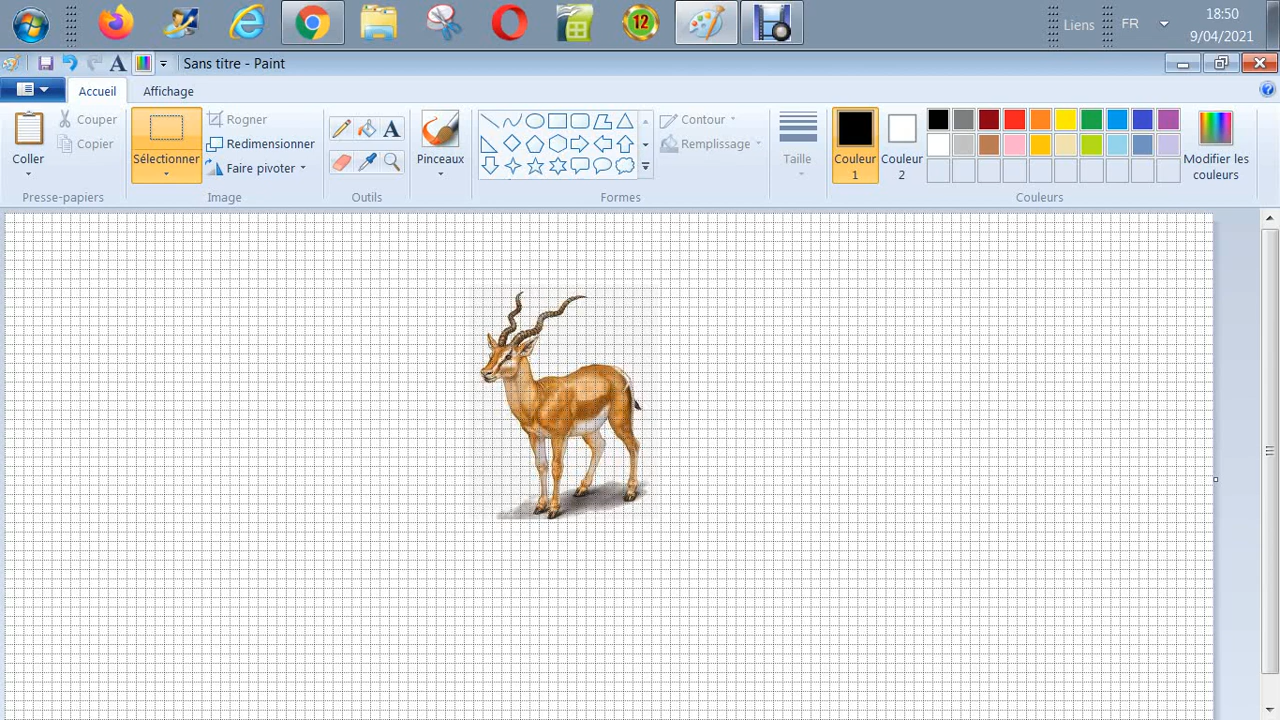 12
Liens
FR
18:50
9/04/2021
Sans titre - Paint
Accueil
Affichage
Coller
Couper
Copier
Presse-papiers
Sélectionner
Rogner
Redimensionner
Faire pivoter
Image
A
Outils
Pinceaux
Contour
Remplissage
Formes
Taille
Couleur
1
Couleur
2
Modifier les
couleurs
Couleurs